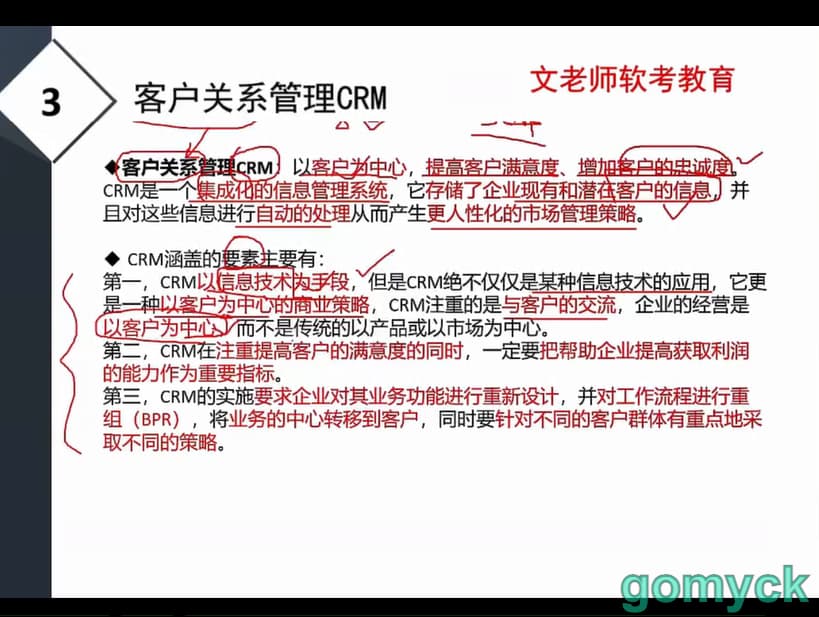 3
客户关系管理CRM
文老师软考教育
◆客户关系管理CRM：以客户为中心，提高客户满意度、增加客户的忠诚度。
CRM是一个集成化的信息管理系统，它存储了企业现有和潜在客户的信息，并
且对这些信息进行自动的处理从而产生更人性化的市场管理策略。
◆ CRM涵盖的要素主要有：
第一，CRM以信息技术为手段，但是CRM绝不仅仅是某种信息技术的应用，它更
是一种以客户为中心的商业策略，CRM注重的是与客户的交流，企业的经营是
以客户为中心，而不是传统的以产品或以市场为中心。
第二，CRM在注重提高客户的满意度的同时，一定要把帮助企业提高获取利润
的能力作为重要指标。
第三，CRM的实施要求企业对其业务功能进行重新设计，并对工作流程进行重
组（BPR），将业务的中心转移到客户，同时要针对不同的客户群体有重点地采
取不同的策略。
gomyck